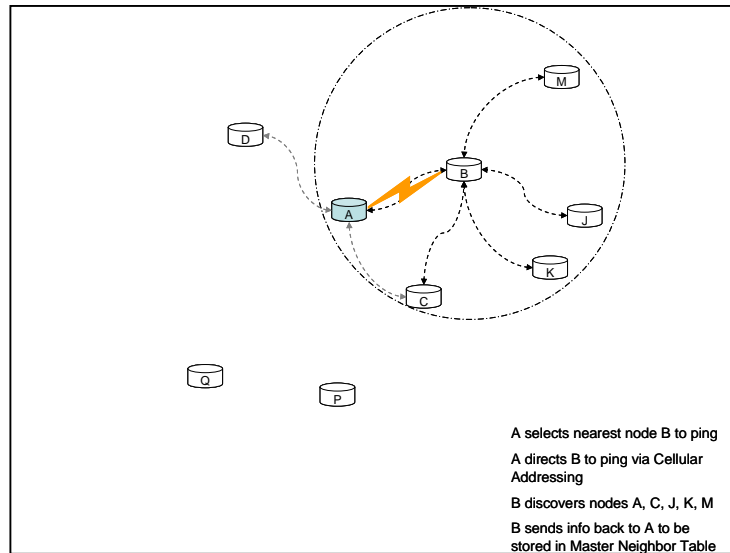 M
D
B
A
J
K
C
Q
P
A selects nearest node B to ping
A directs B to ping via Cellular
Addressing
B discovers nodes A, C, J, K, M
B sends info back to A to be
stored in Master Neighbor Table